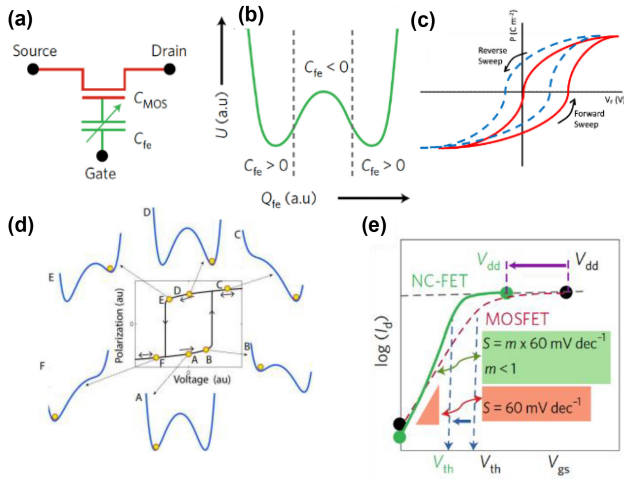 (a)
Source
Drain
C_MOS
C_fe
Gate
(b)
U (a.u)
C_fe < 0
C_fe > 0
C_fe > 0
Q_fe (a.u)
(c)
P (C m⁻²)
Reverse
Sweep
V_F (V)
Forward
Sweep
(d)
D
C
E
D
C
E
Polarization (au)
0
F
A
B
B
F
0
Voltage (au)
A
(e)
V_dd
V_dd
NC-FET
MOSFET
S = m x 60 mV dec⁻¹
m < 1
S = 60 mV dec⁻¹
log (I_d)
V_th
V_th
V_gs